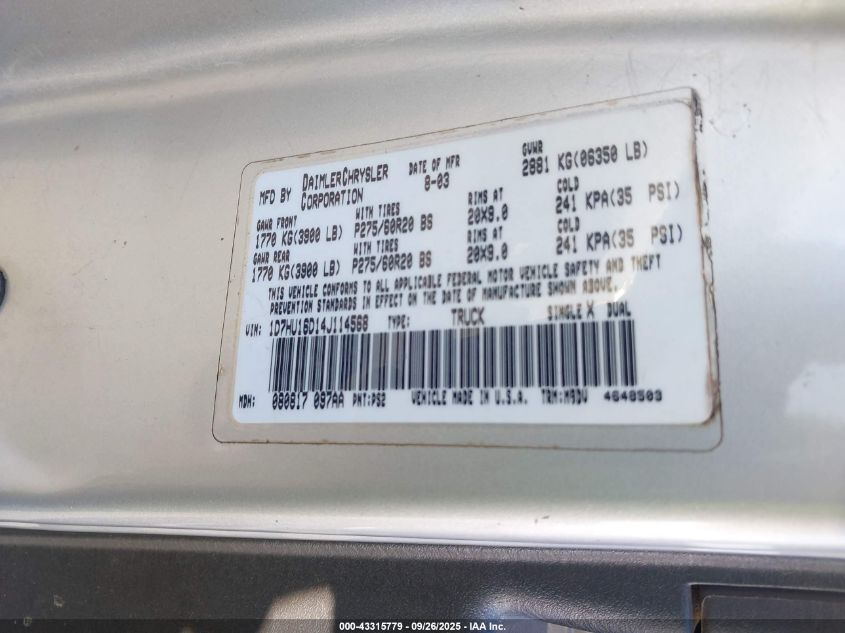 MFD BY DAIMLERCHRYSLER CORPORATION DATE OF MFR 8-03 GVWR 2881 KG(06350 LB)
GAWR FRONT WITH TIRES RIMS AT COLD
1770 KG(3900 LB) P275/60R20 BS 20X9.0 241 KPA(35 PSI)
GAWR REAR WITH TIRES RIMS AT COLD
1770 KG(3900 LB) P275/60R20 BS 20X9.0 241 KPA(35 PSI)
THIS VEHICLE CONFORMS TO ALL APPLICABLE FEDERAL MOTOR VEHICLE SAFETY AND THEFT
PREVENTION STANDARDS IN EFFECT ON THE DATE OF MANUFACTURE SHOWN ABOVE.
VIN: 1D7HU16D14J114568 TYPE: TRUCK SINGLE X DUAL
MDH: 080817 097AA PNT:PS2 VEHICLE MADE IN U.S.A. TRM:M9DV 4648503
000-43315779 - 09/26/2025 - IAA Inc.